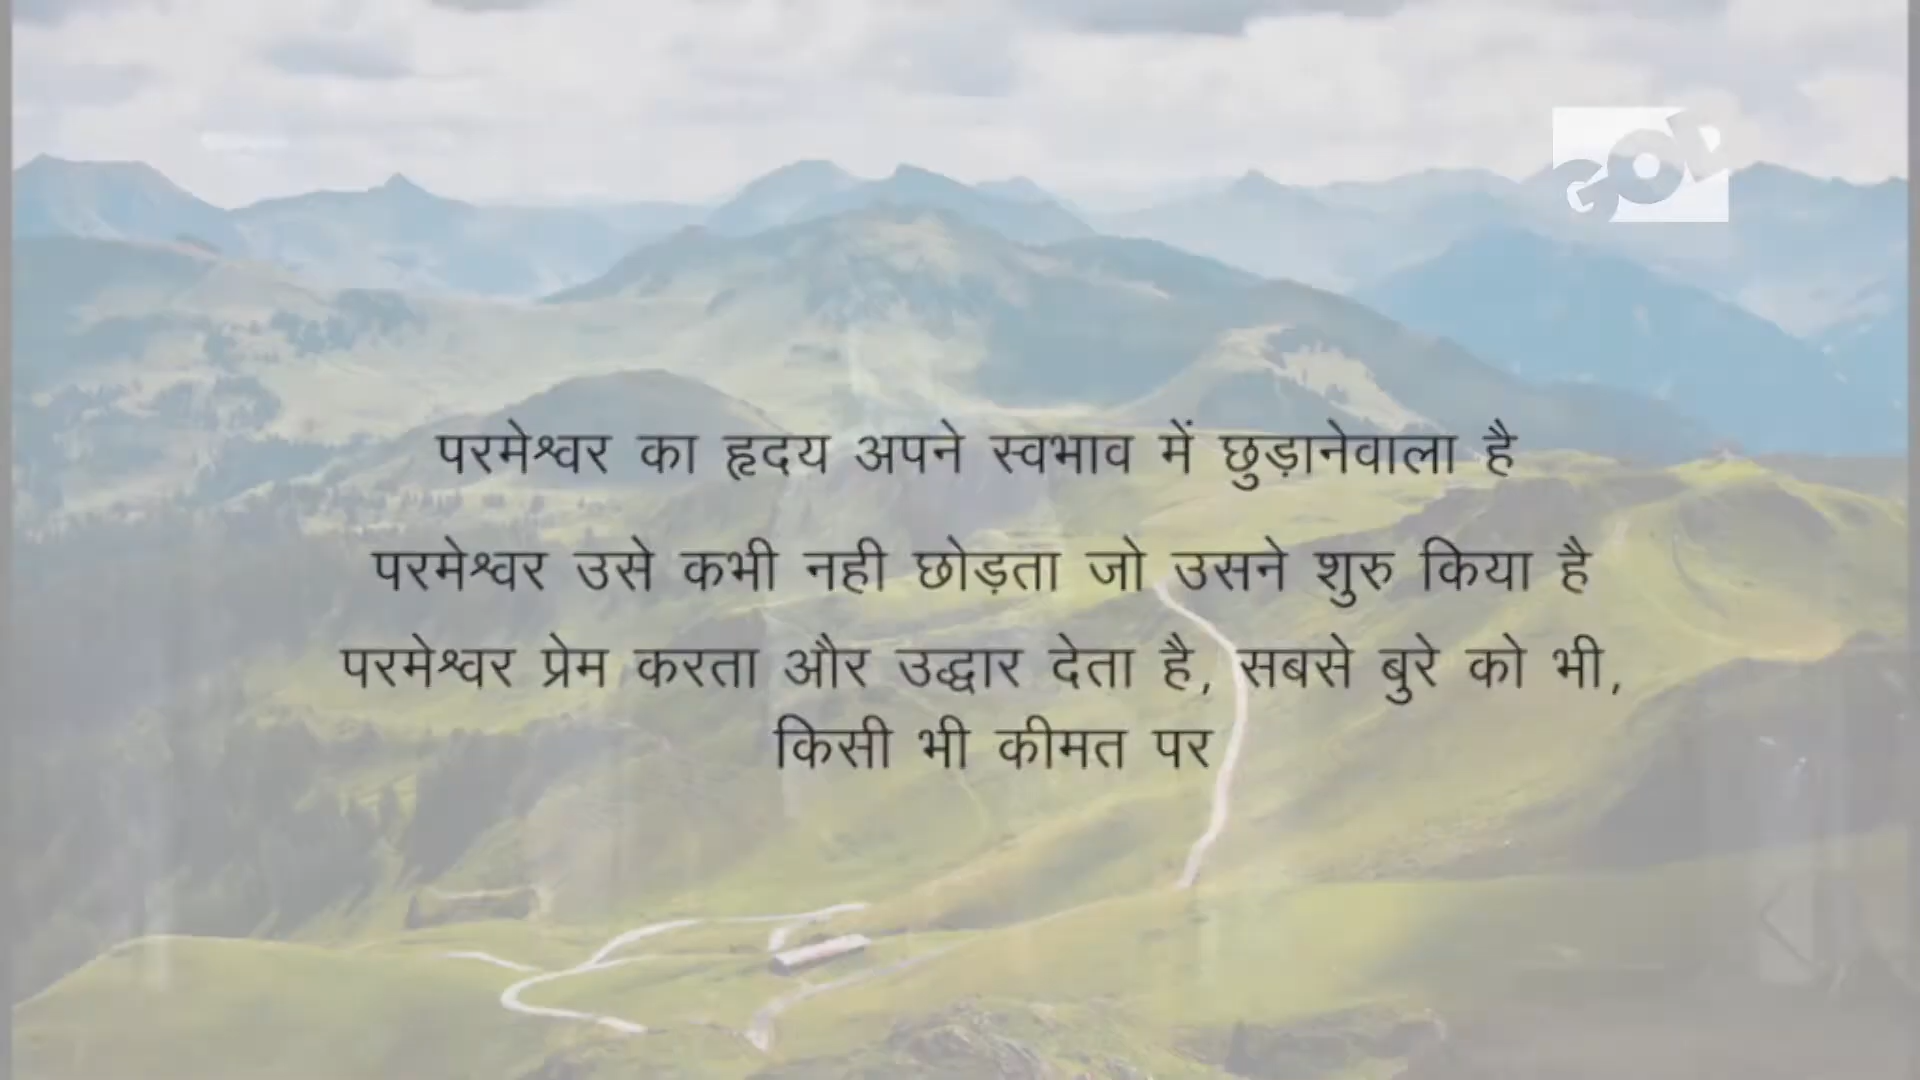 GOD
परमेश्वर का हृदय अपने स्वभाव में छुड़ानेवाला है
परमेश्वर उसे कभी नही छोड़ता जो उसने शुरु किया है
परमेश्वर प्रेम करता और उद्धार देता है, सबसे बुरे को भी,
किसी भी कीमत पर